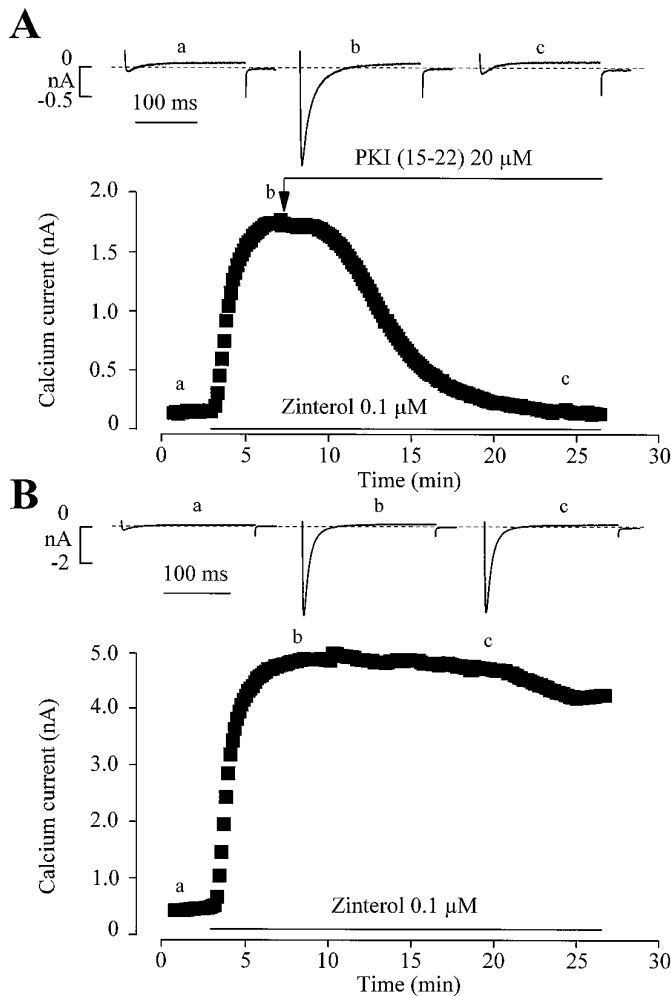 A
0
nA
-0.5
a
b
c
100 ms
PKI (15-22) 20 µM
b
2.0
1.5
1.0
0.5
0
Calcium current (nA)
a
c
Zinterol 0.1 µM
0 5 10 15 20 25 30
Time (min)
B
0
nA
-2
a
b
c
100 ms
b
c
5.0
4.0
3.0
2.0
1.0
0
Calcium current (nA)
a
Zinterol 0.1 µM
0 5 10 15 20 25 30
Time (min)